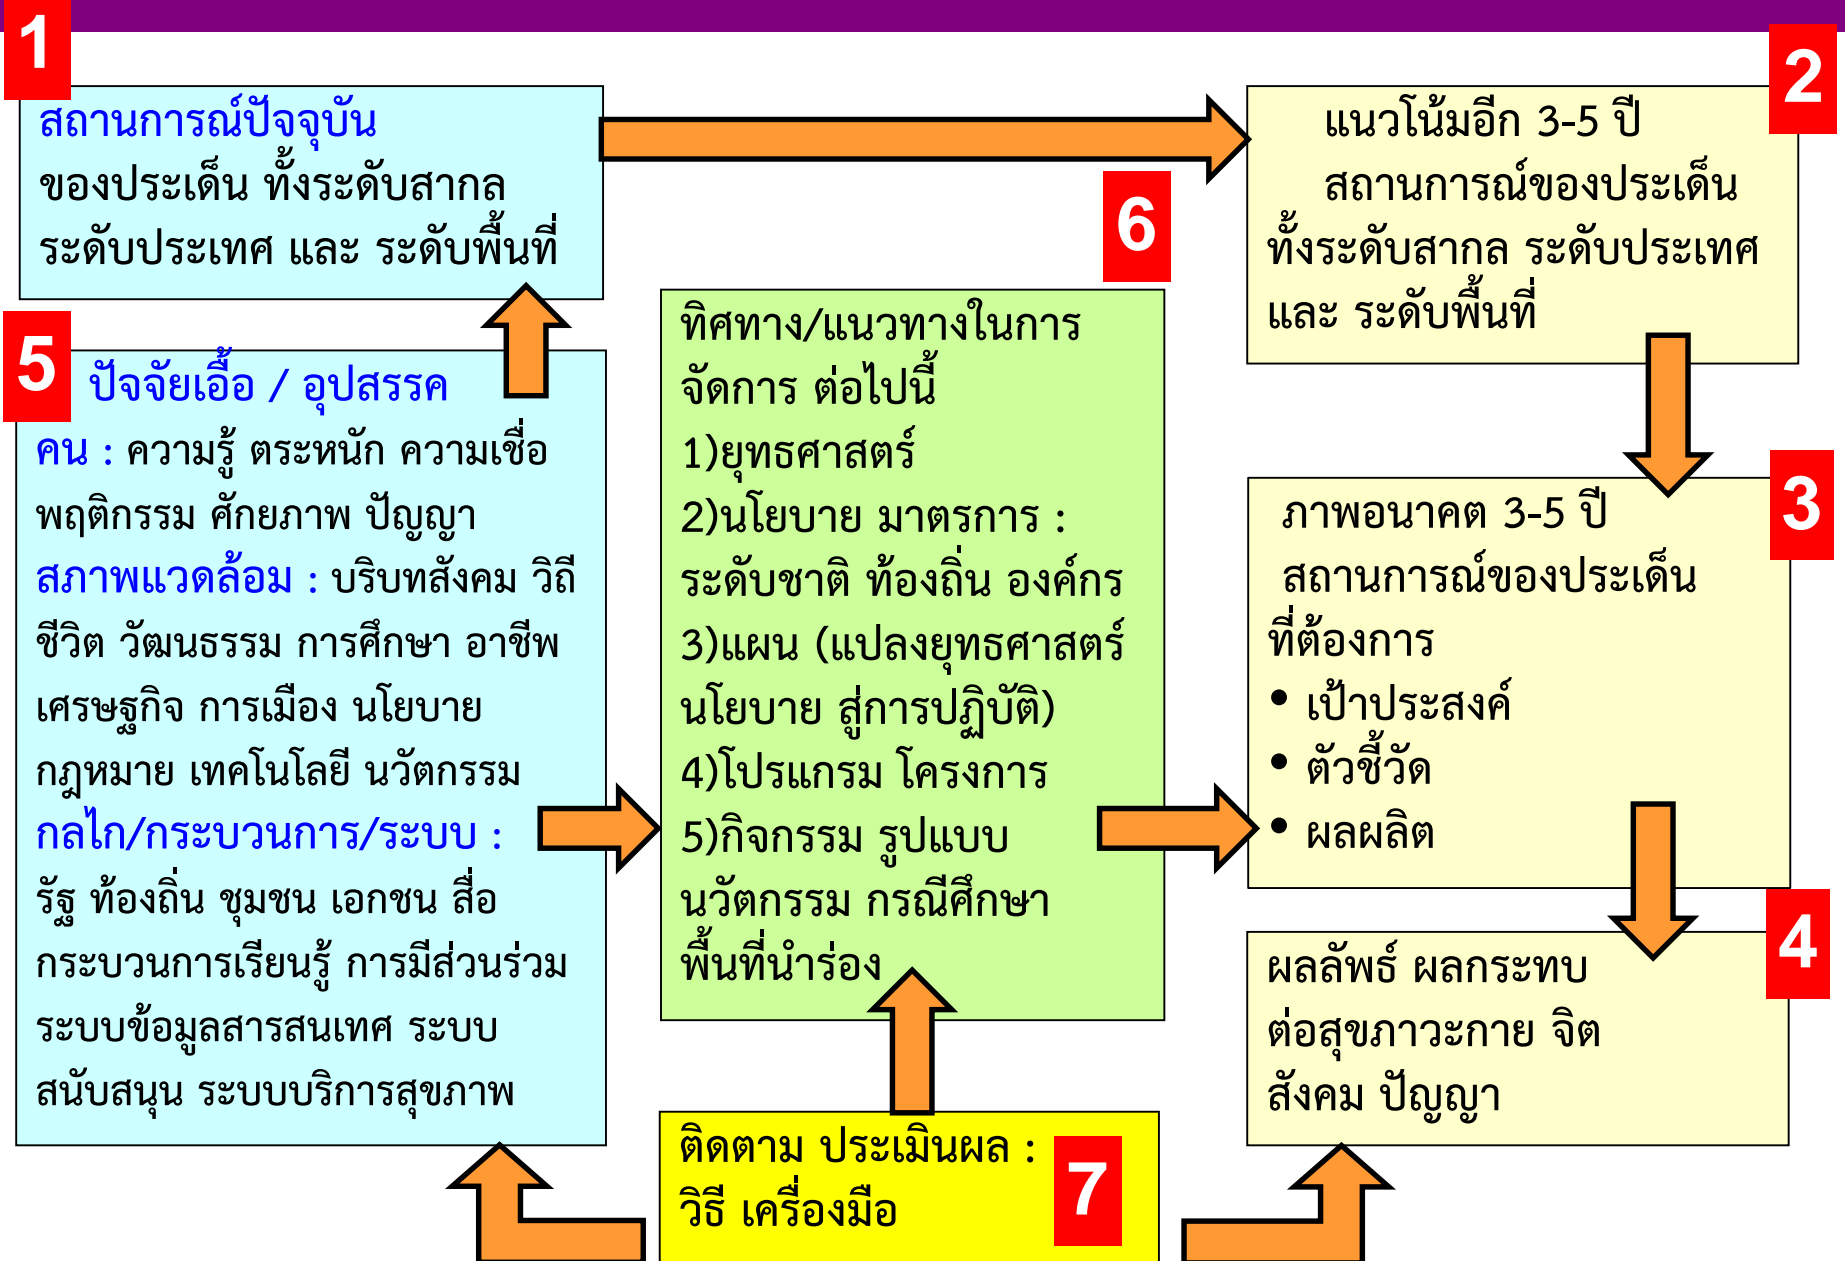 1
สถานการณ์ปัจจุบัน
ของประเด็น ทั้งระดับสากล
ระดับประเทศ และ ระดับพื้นที่
2
แนวโน้มอีก 3-5 ปี
สถานการณ์ของประเด็น
ทั้งระดับสากล ระดับประเทศ
และ ระดับพื้นที่
3
ภาพอนาคต 3-5 ปี
สถานการณ์ของประเด็น
ที่ต้องการ
• เป้าประสงค์
• ตัวชี้วัด
• ผลผลิต
4
ผลลัพธ์ ผลกระทบ
ต่อสุขภาวะกาย จิต
สังคม ปัญญา
5
ปัจจัยเอื้อ / อุปสรรค
คน : ความรู้ ตระหนัก ความเชื่อ
พฤติกรรม ศักยภาพ ปัญญา
สภาพแวดล้อม : บริบทสังคม วิถี
ชีวิต วัฒนธรรม การศึกษา อาชีพ
เศรษฐกิจ การเมือง นโยบาย
กฎหมาย เทคโนโลยี นวัตกรรม
กลไก/กระบวนการ/ระบบ :
รัฐ ท้องถิ่น ชุมชน เอกชน สื่อ
กระบวนการเรียนรู้ การมีส่วนร่วม
ระบบข้อมูลสารสนเทศ ระบบ
สนับสนุน ระบบบริการสุขภาพ
6
ทิศทาง/แนวทางในการ
จัดการ ต่อไปนี้
1)ยุทธศาสตร์
2)นโยบาย มาตรการ :
ระดับชาติ ท้องถิ่น องค์กร
3)แผน (แปลงยุทธศาสตร์
นโยบาย สู่การปฏิบัติ)
4)โปรแกรม โครงการ
5)กิจกรรม รูปแบบ
นวัตกรรม กรณีศึกษา
พื้นที่นำร่อง
7
ติดตาม ประเมินผล :
วิธี เครื่องมือ